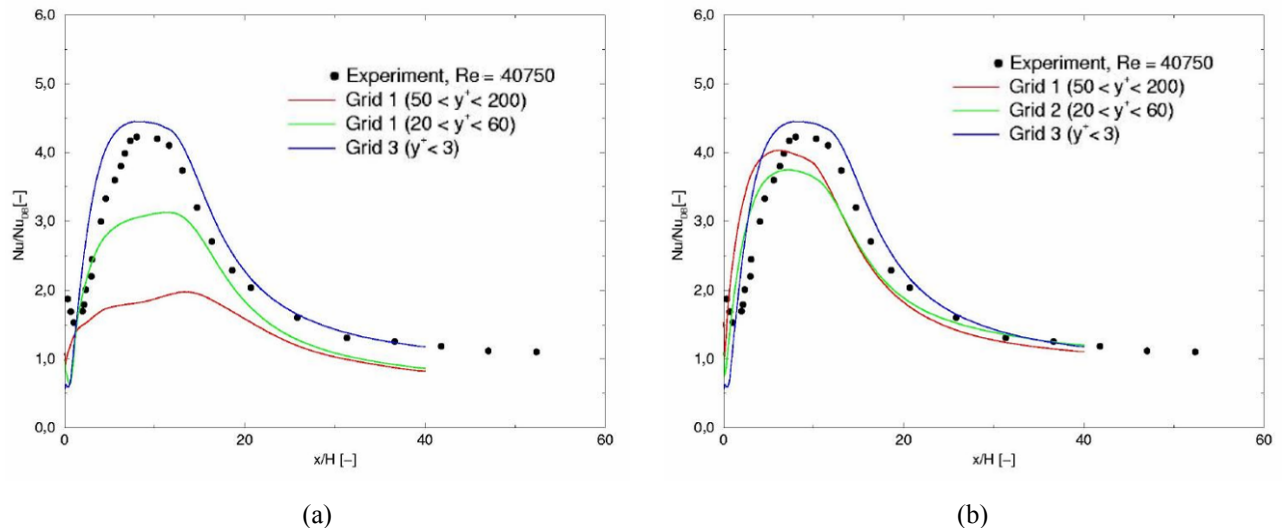 6,0
5,0
4,0
3,0
2,0
1,0
0,0
Nu/Nu_DB[–]
Experiment, Re = 40750
Grid 1 (50 < y⁺< 200)
Grid 1 (20 < y⁺< 60)
Grid 3 (y⁺< 3)
0 20 40 60
x/H [–]
(a)
6,0
5,0
4,0
3,0
2,0
1,0
0,0
Nu/Nu_DB[–]
Experiment, Re = 40750
Grid 1 (50 < y⁺< 200)
Grid 2 (20 < y⁺< 60)
Grid 3 (y⁺< 3)
0 20 40 60
x/H [–]
(b)